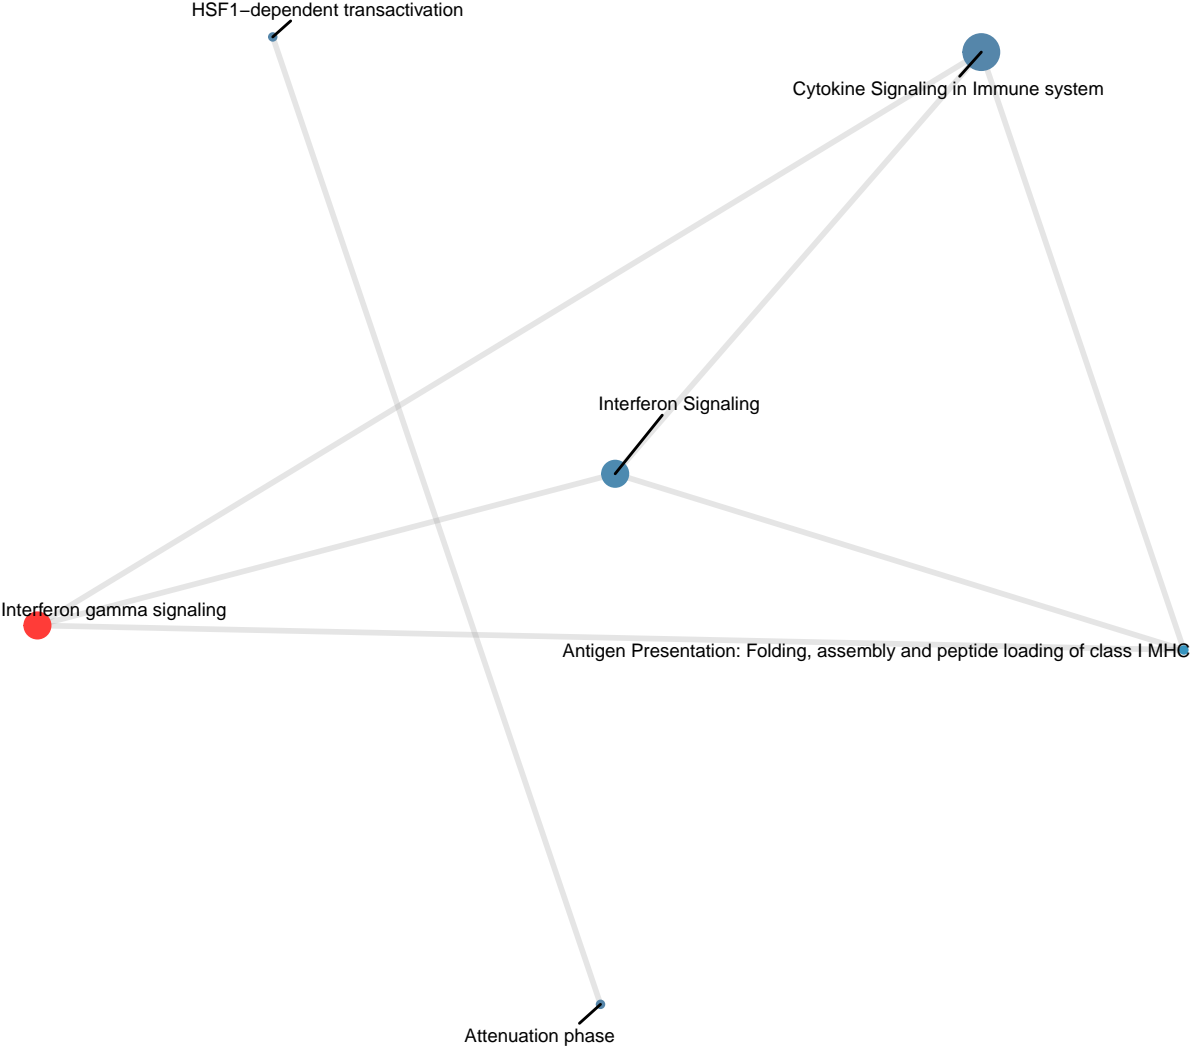 HSF1−dependent transactivation
Cytokine Signaling in Immune system
Interferon Signaling
Interferon gamma signaling
Antigen Presentation: Folding, assembly and peptide loading of class I MHC
Attenuation phase